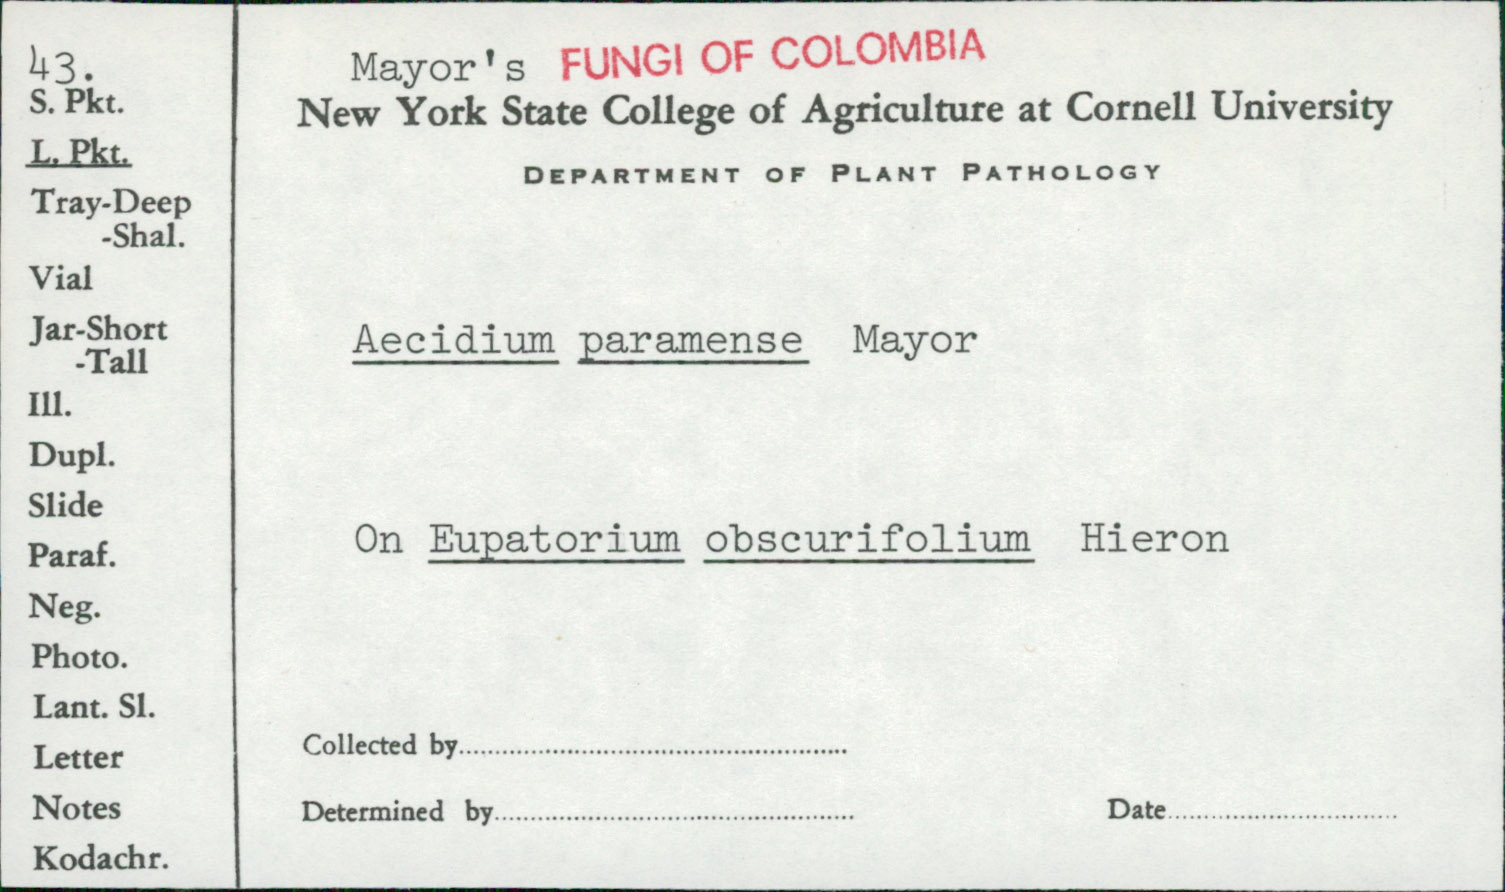 43.
S. Pkt.
L. Pkt.
Tray-Deep
-Shal.
Vial
Jar-Short
-Tall
Ill.
Dupl.
Slide
Paraf.
Neg.
Photo.
Lant. Sl.
Letter
Notes
Kodachr.
Mayor's FUNGI OF COLOMBIA
New York State College of Agriculture at Cornell University
DEPARTMENT OF PLANT PATHOLOGY
Aecidium paramense Mayor
On Eupatorium obscurifolium Hieron
Collected by
Determined by
Date